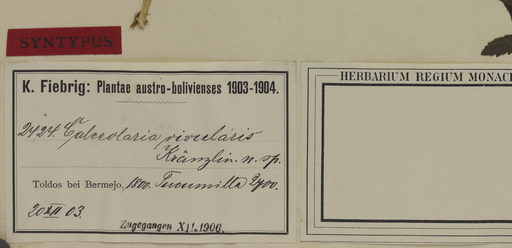 SYNTYPUS
K. Fiebrig: Plantae austro-bolivienses 1903-1904.
2424. Calceolaria rivularis
Kränzlin. n. sp.
Toldos bei Bermejo, 1800. Tucumilla 2400.
20 XII 03.
Zugegangen XII. 1906.
HERBARIUM REGIUM MONAC